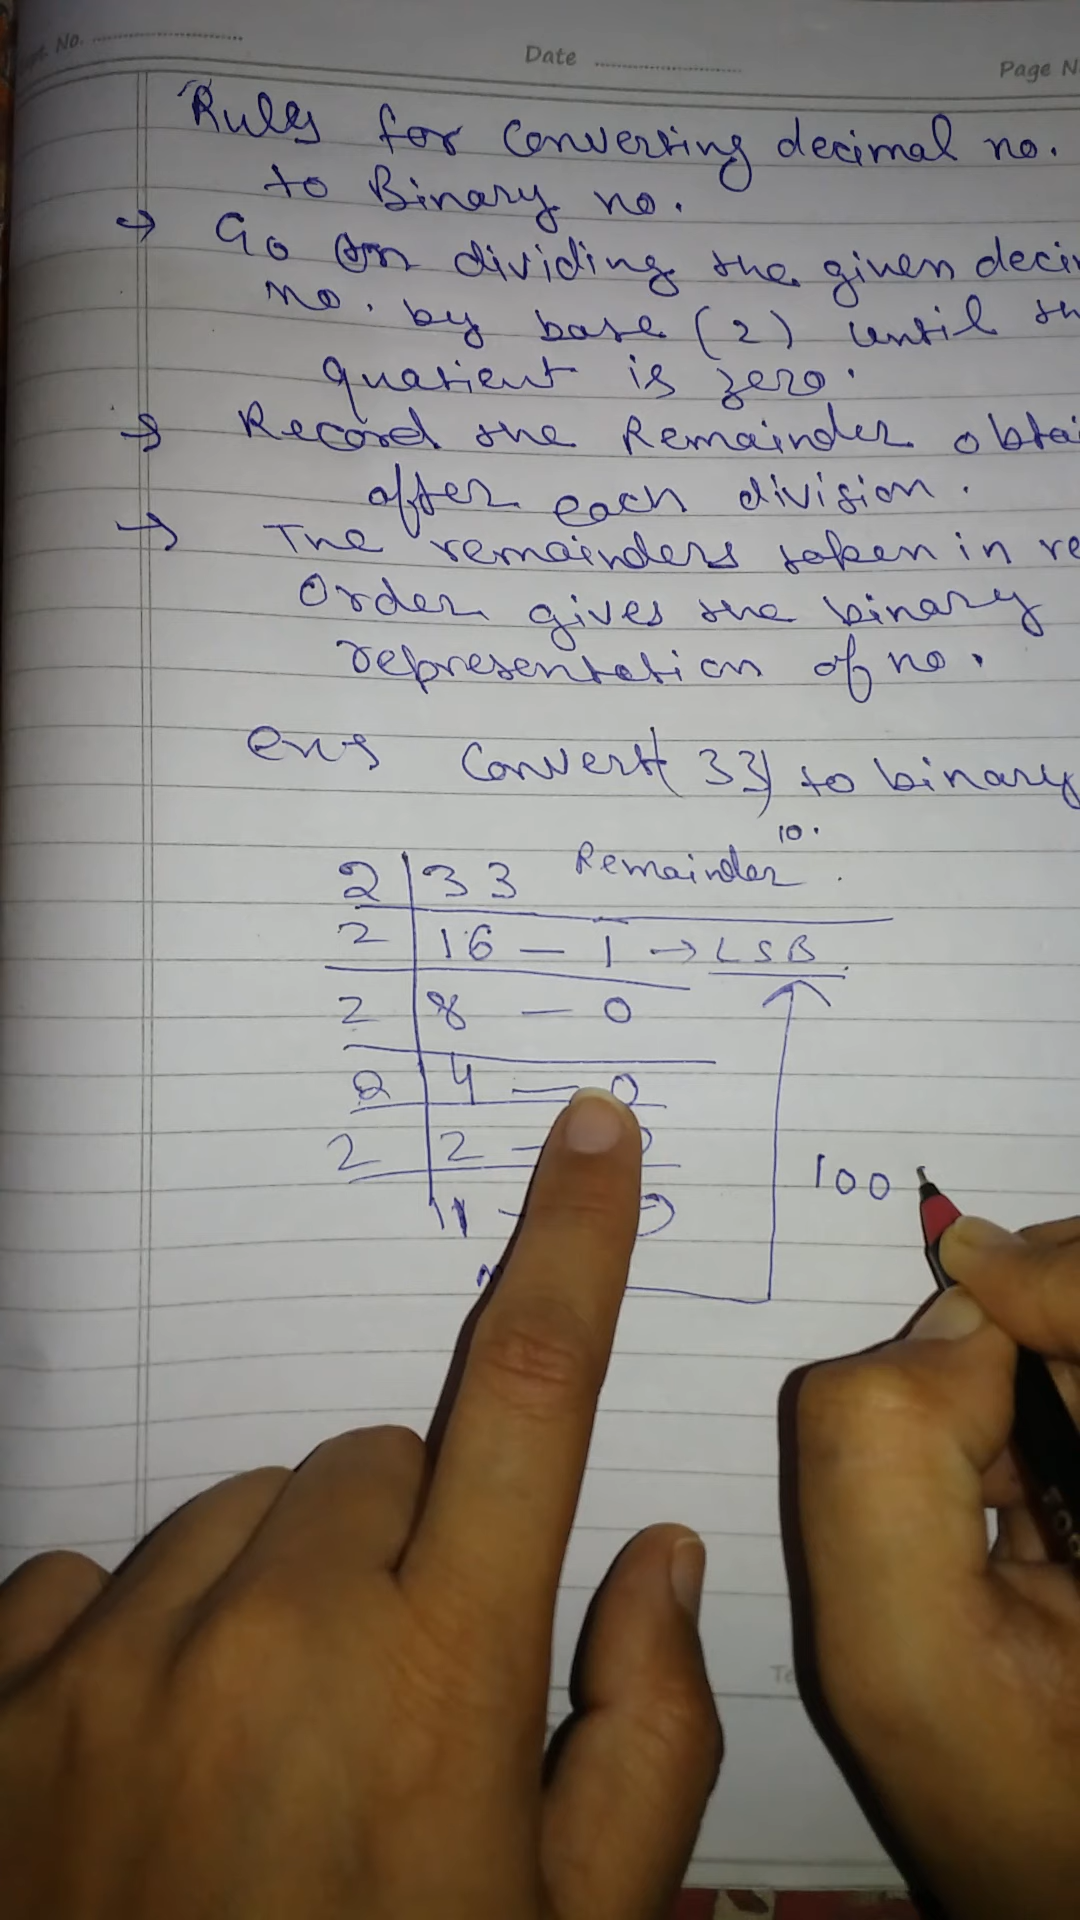 No. ....................
Date ....................
Page N
Rules for Converting decimal no.
to Binary no.
→ Go on dividing the given deci
no. by base (2) until th
quatient is zero.
→ Record the Remainder obtai
after each division.
→ The remainders taken in re
Order gives the binary
representation of no.
Convert (33)10. to binary
2 | 33 Remainder.
2 | 16 — 1 → LSB
2 | 8 — 0
2 | 4 — 0
2 | 2 —
1 —
100